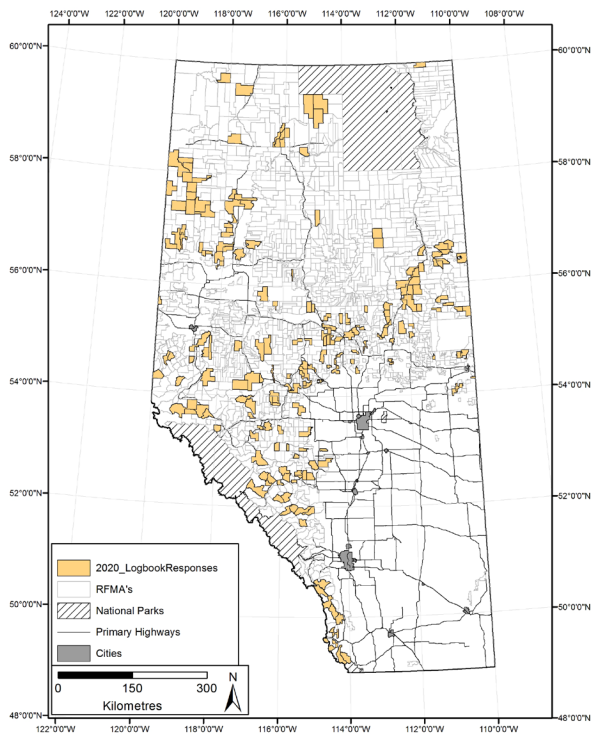 124°0'0"W 120°0'0"W 118°0'0"W 116°0'0"W 114°0'0"W 112°0'0"W 110°0'0"W 108°0'0"W
60°0'0"N 60°0'0"N
58°0'0"N 58°0'0"N
56°0'0"N 56°0'0"N
54°0'0"N 54°0'0"N
52°0'0"N 52°0'0"N
50°0'0"N 50°0'0"N
48°0'0"N 48°0'0"N
2020_LogbookResponses
RFMA's
National Parks
Primary Highways
Cities
0 150 300
Kilometres
N
122°0'0"W 120°0'0"W 118°0'0"W 116°0'0"W 114°0'0"W 112°0'0"W 110°0'0"W